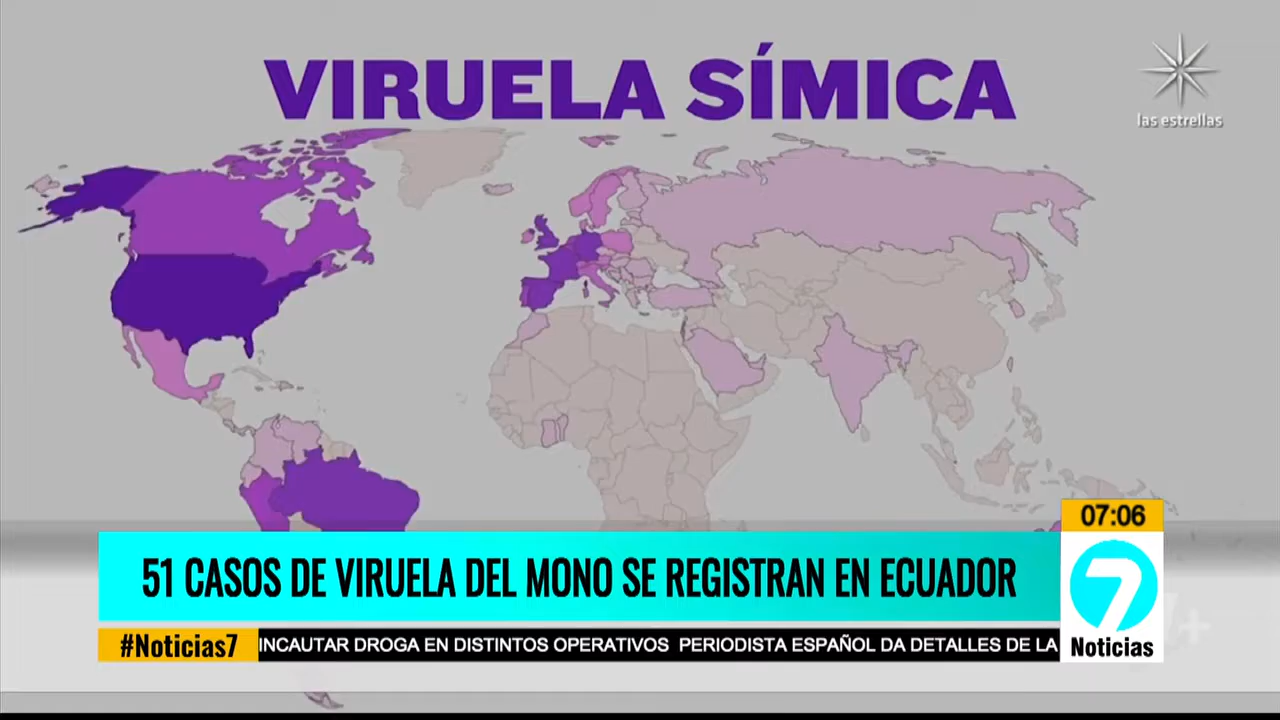 VIRUELA SÍMICA
las estrellas
07:06
51 CASOS DE VIRUELA DEL MONO SE REGISTRAN EN ECUADOR
7
Noticias
#Noticias7
INCAUTAR DROGA EN DISTINTOS OPERATIVOS PERIODISTA ESPAÑOL DA DETALLES DE LA